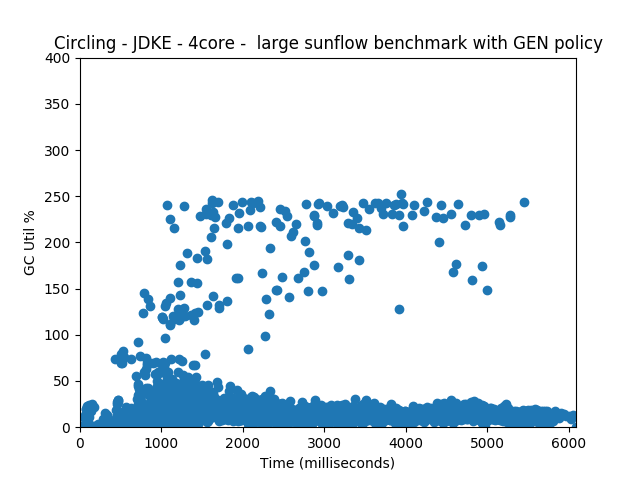 Circling - JDKE - 4core -  large sunflow benchmark with GEN policy
400
350
300
250
200
150
100
50
0
GC Util %
0 1000 2000 3000 4000 5000 6000
Time (milliseconds)